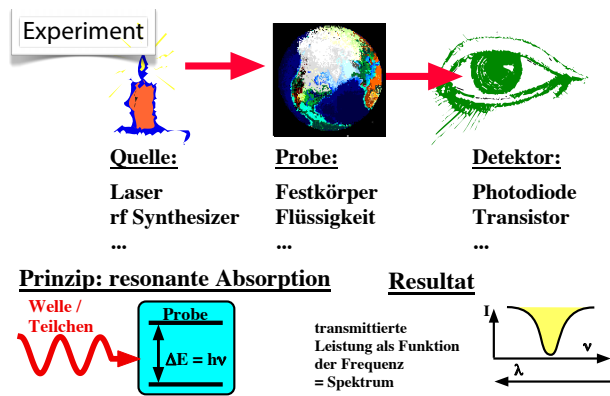 Experiment
Quelle:
Laser
rf Synthesizer
...
Probe:
Festkörper
Flüssigkeit
...
Detektor:
Photodiode
Transistor
...
Prinzip: resonante Absorption
Welle /
Teilchen
Probe
ΔE = hν
Resultat
transmittierte
Leistung als Funktion
der Frequenz
= Spektrum
I
ν
λ